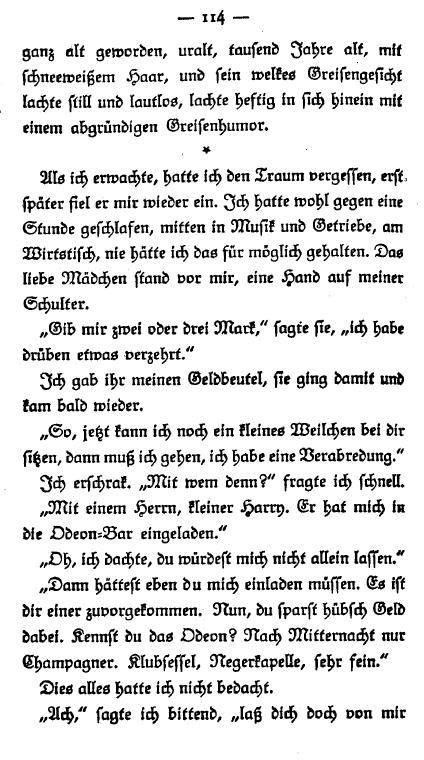 — 114 —
ganz alt geworden, uralt, tausend Jahre alt, mit
schneeweißem Haar, und sein welkes Greisengesicht
lachte still und lautlos, lachte heftig in sich hinein mit
einem abgründigen Greisenhumor.
*
Als ich erwachte, hatte ich den Traum vergessen, erst
später fiel er mir wieder ein. Ich hatte wohl gegen eine
Stunde geschlafen, mitten in Musik und Getriebe, am
Wirtstisch, nie hätte ich das für möglich gehalten. Das
liebe Mädchen stand vor mir, eine Hand auf meiner
Schulter.
„Gib mir zwei oder drei Mark,“ sagte sie, „ich habe
drüben etwas verzehrt.“
Ich gab ihr meinen Geldbeutel, sie ging damit und
kam bald wieder.
„So, jetzt kann ich noch ein kleines Weilchen bei dir
sitzen, dann muß ich gehen, ich habe eine Verabredung.“
Ich erschrak. „Mit wem denn?“ fragte ich schnell.
„Mit einem Herrn, kleiner Harry. Er hat mich in
die Odeon-Bar eingeladen.“
„Oh, ich dachte, du würdest mich nicht allein lassen.“
„Dann hättest eben du mich einladen müssen. Es ist
dir einer zuvorgekommen. Nun, du sparst hübsch Geld
dabei. Kennst du das Odeon? Nach Mitternacht nur
Champagner. Klubsessel, Negerkapelle, sehr fein.“
Dies alles hatte ich nicht bedacht.
„Ach,“ sagte ich bittend, „laß dich doch von mir